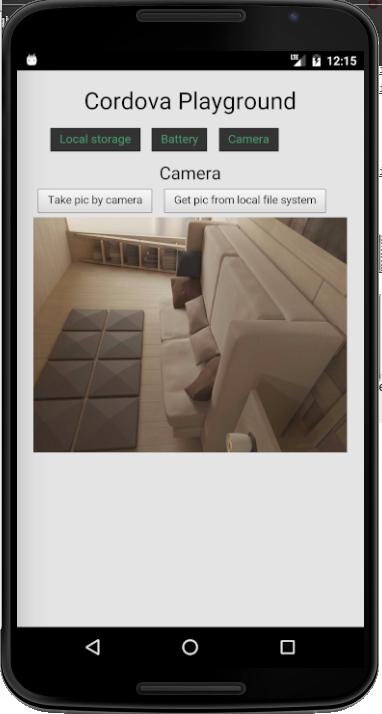 LTE 12:15
Cordova Playground
Local storage Battery Camera
Camera
Take pic by camera Get pic from local file system